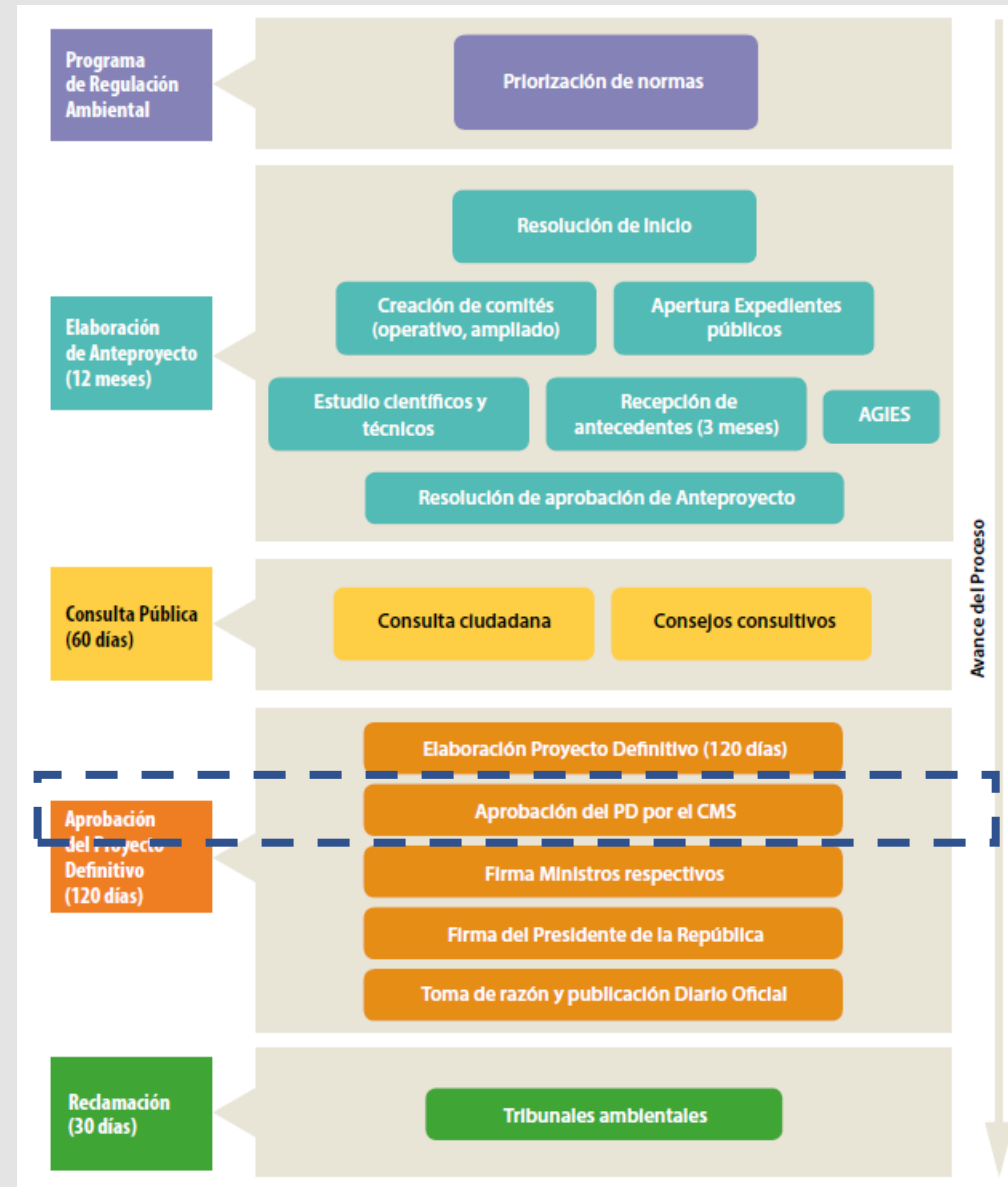 Programa
de Regulación
Ambiental
Priorización de normas
Elaboración
de Anteproyecto
(12 meses)
Resolución de Inicio
Creación de comités
(operativo, ampliado)
Apertura Expedientes
públicos
Estudio científicos y
técnicos
Recepción de
antecedentes (3 meses)
AGIES
Resolución de aprobación de Anteproyecto
Consulta Pública
(60 días)
Consulta ciudadana
Consejos consultivos
Aprobación
del Proyecto
Definitivo
(120 días)
Elaboración Proyecto Definitivo (120 días)
Aprobación del PD por el CMS
Firma Ministros respectivos
Firma del Presidente de la República
Toma de razón y publicación Diario Oficial
Reclamación
(30 días)
Tribunales ambientales
Avance del Proceso